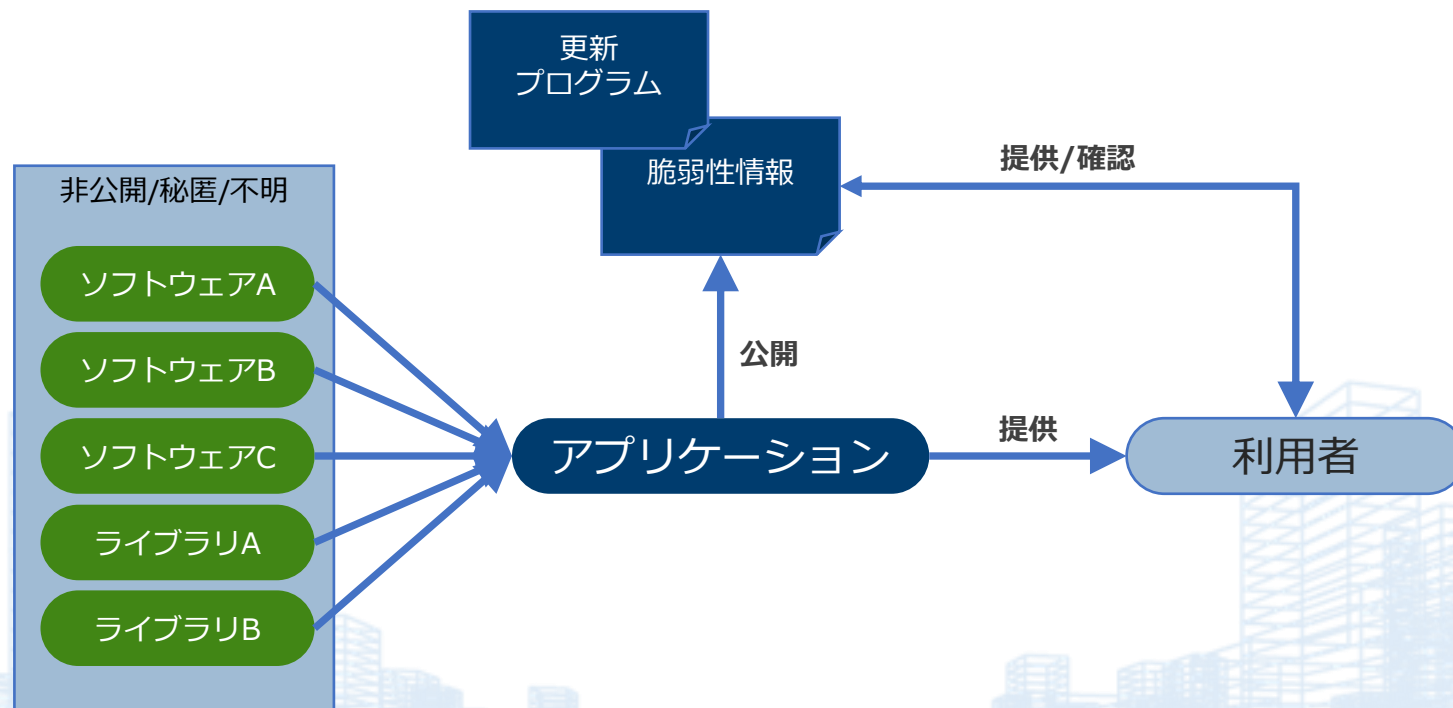 更新
プログラム
脆弱性情報
提供/確認
非公開/秘匿/不明
ソフトウェアA
ソフトウェアB
ソフトウェアC
ライブラリA
ライブラリB
公開
アプリケーション
提供
利用者